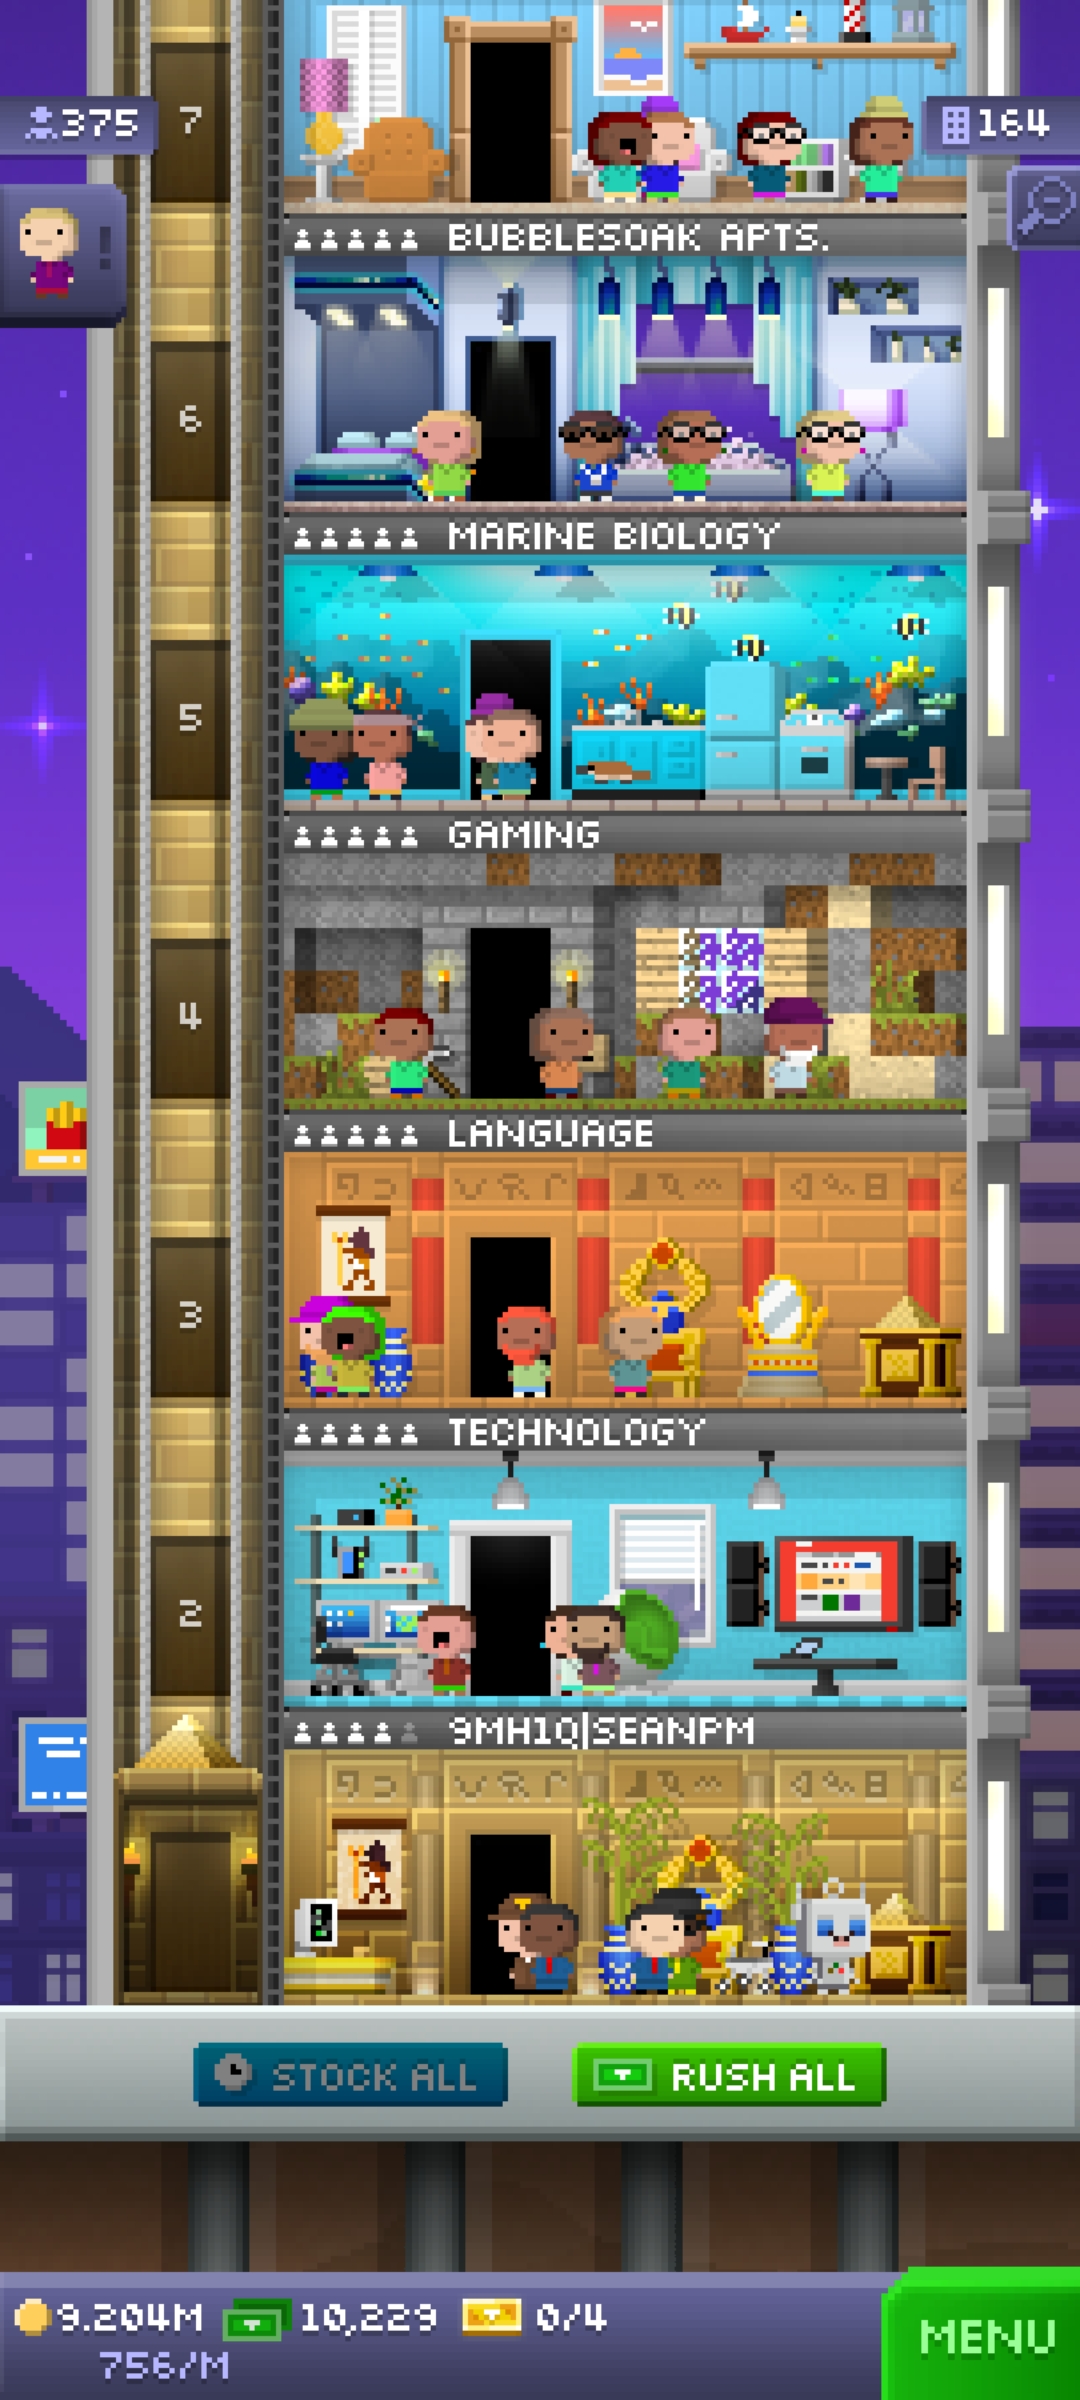 375
7
164
!
BUBBLESOAK APTS.
6
MARINE BIOLOGY
5
GAMING
4
LANGUAGE
3
TECHNOLOGY
2
9MH1Q|SEANPM
STOCK ALL
RUSH ALL
9.204M
10,229
0/4
756/M
MENU